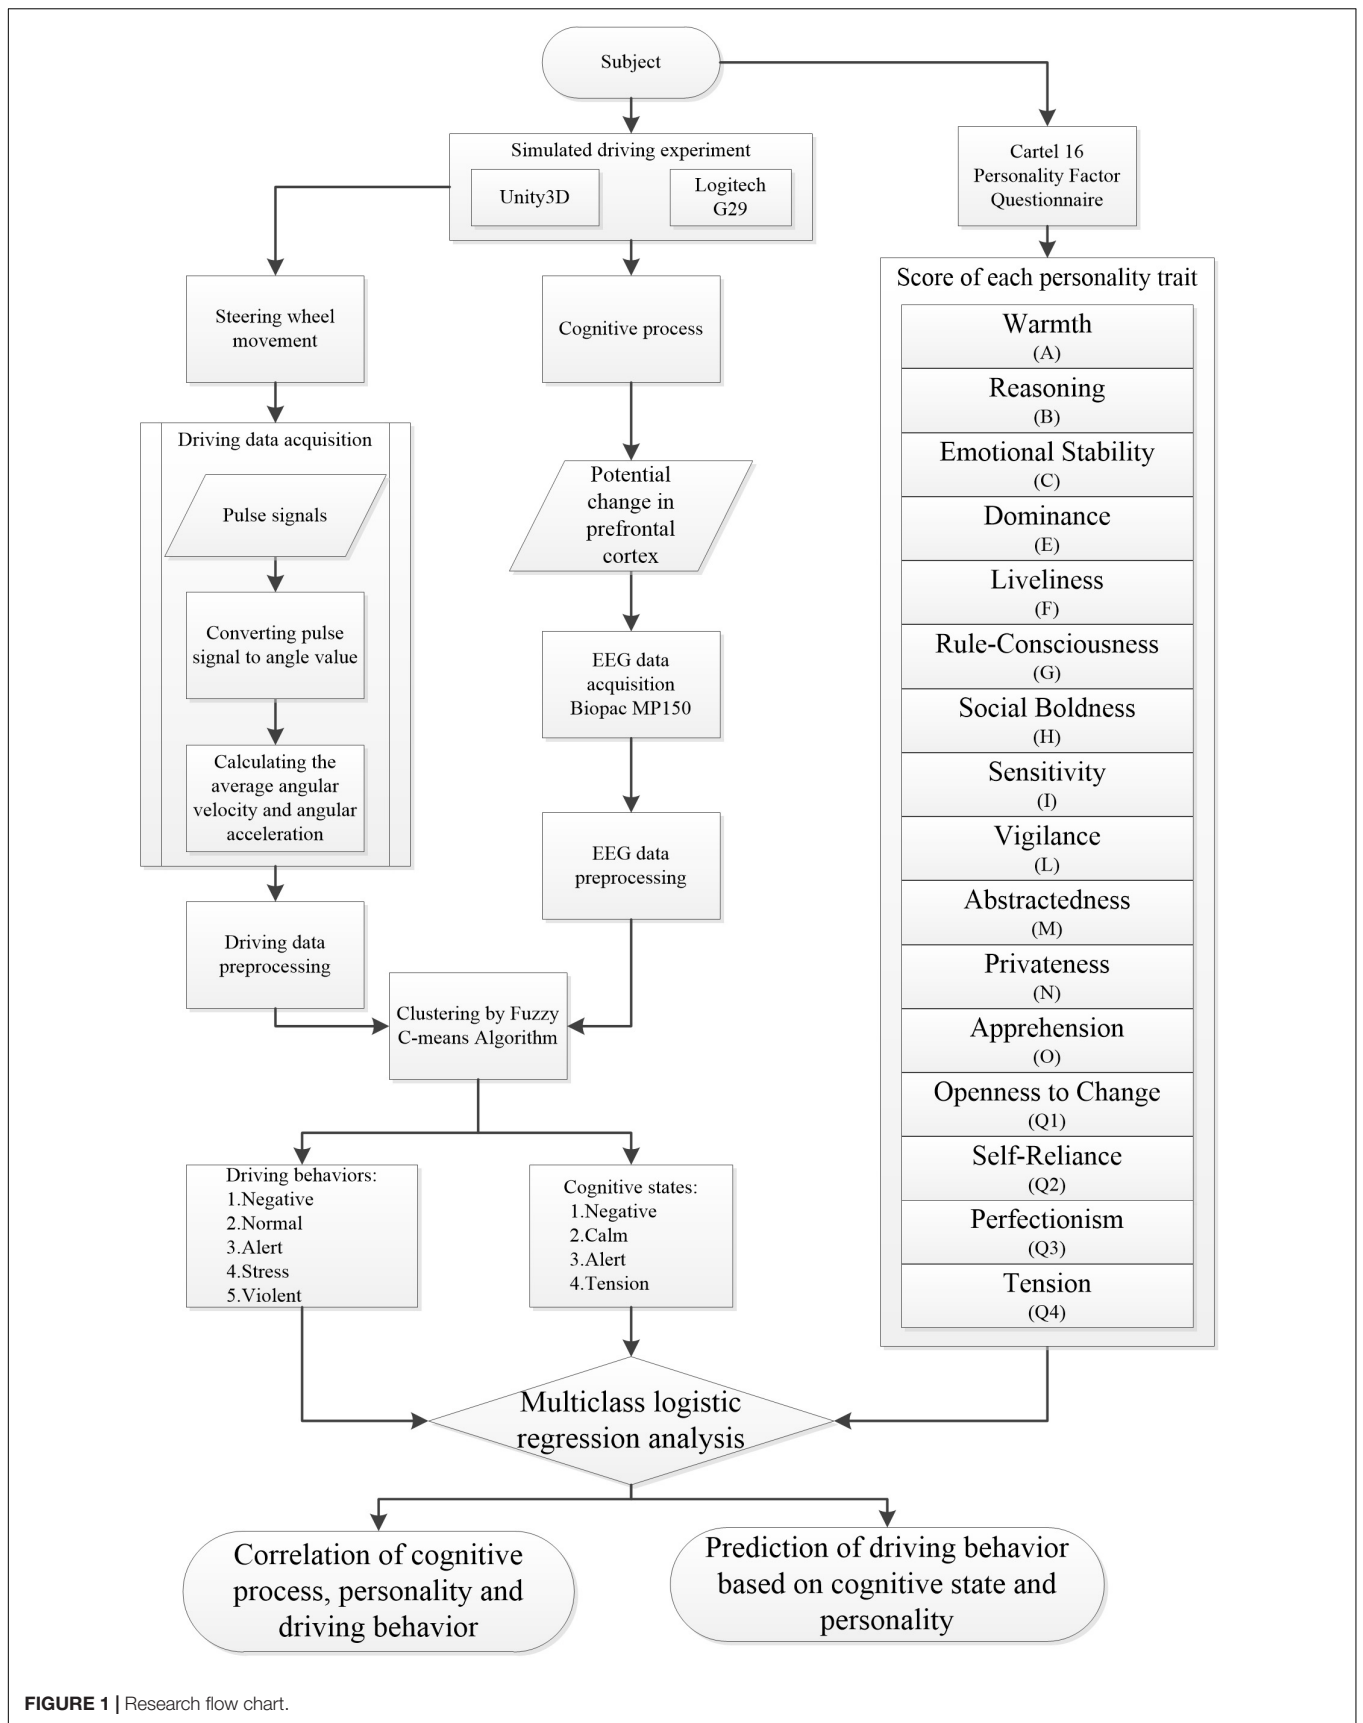 Subject
Simulated driving experiment
Unity3D
Logitech
G29
Cartel 16
Personality Factor
Questionnaire
Steering wheel
movement
Cognitive process
Score of each personality trait
Warmth
(A)
Reasoning
(B)
Emotional Stability
(C)
Dominance
(E)
Liveliness
(F)
Rule-Consciousness
(G)
Social Boldness
(H)
Sensitivity
(I)
Vigilance
(L)
Abstractedness
(M)
Privateness
(N)
Apprehension
(O)
Openness to Change
(Q1)
Self-Reliance
(Q2)
Perfectionism
(Q3)
Tension
(Q4)
Driving data acquisition
Pulse signals
Converting pulse
signal to angle value
Calculating the
average angular
velocity and angular
acceleration
Driving data
preprocessing
Potential
change in
prefrontal
cortex
EEG data
acquisition
Biopac MP150
EEG data
preprocessing
Clustering by Fuzzy
C-means Algorithm
Driving behaviors:
1.Negative
2.Normal
3.Alert
4.Stress
5.Violent
Cognitive states:
1.Negative
2.Calm
3.Alert
4.Tension
Multiclass logistic
regression analysis
Correlation of cognitive
process, personality and
driving behavior
Prediction of driving behavior
based on cognitive state and
personality
FIGURE 1 | Research flow chart.